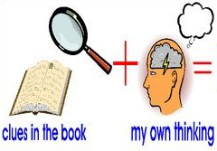 + =
clues in the book my own thinking